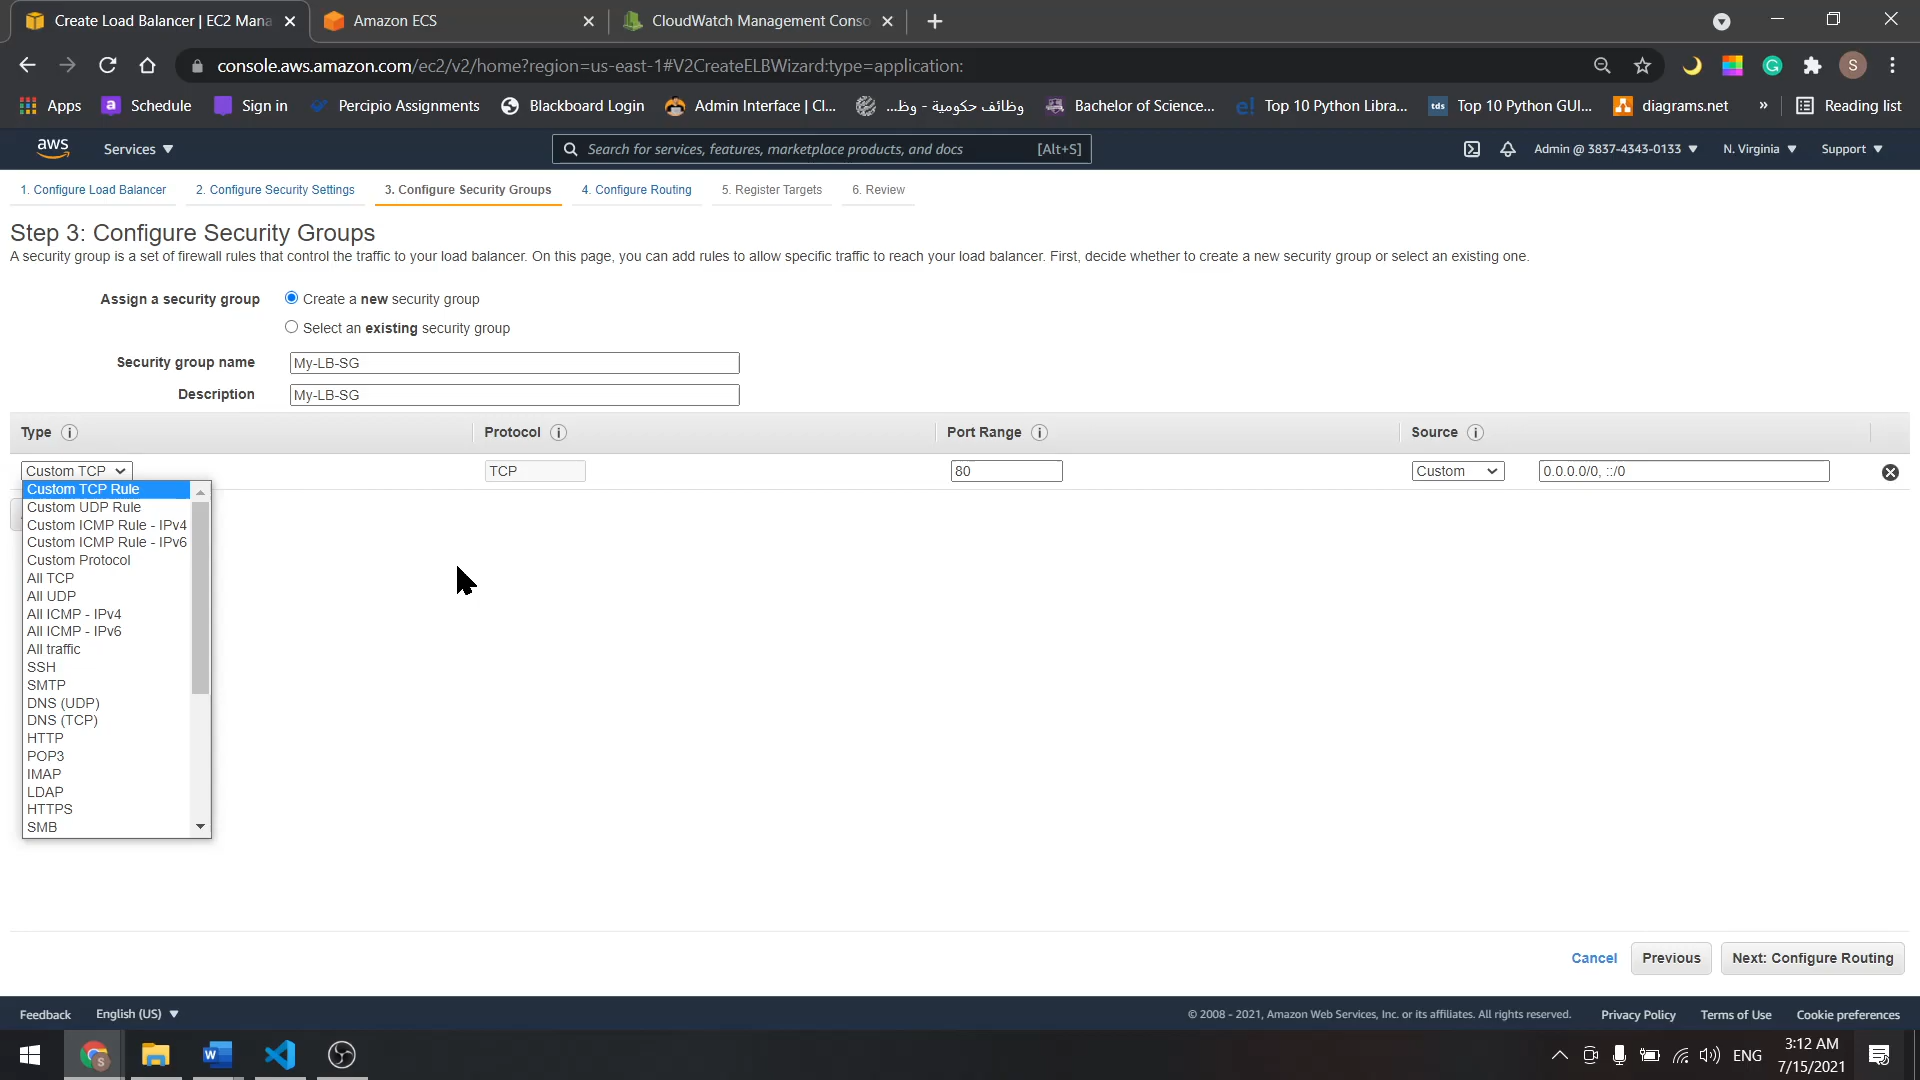 Create Load Balancer | EC2 Mana
Amazon ECS
CloudWatch Management Conso
console.aws.amazon.com/ec2/v2/home?region=us-east-1#V2CreateELBWizard:type=application:
S
Apps
a
Schedule
Sign in
Percipio Assignments
Blackboard Login
Admin Interface | Cl...
وظائف حكومية - وظ...
Bachelor of Science...
e!
Top 10 Python Libra...
tds
Top 10 Python GUI...
diagrams.net
»
Reading list
aws
Services
Search for services, features, marketplace products, and docs
[Alt+S]
Admin @ 3837-4343-0133
N. Virginia
Support
1. Configure Load Balancer
2. Configure Security Settings
3. Configure Security Groups
4. Configure Routing
5. Register Targets
6. Review
Step 3: Configure Security Groups
A security group is a set of firewall rules that control the traffic to your load balancer. On this page, you can add rules to allow specific traffic to reach your load balancer. First, decide whether to create a new security group or select an existing one.
Assign a security group
Create a new security group
Select an existing security group
Security group name
My-LB-SG
Description
My-LB-SG
Type
Protocol
Port Range
Source
Custom TCP
TCP
80
Custom
0.0.0.0/0, ::/0
Custom TCP Rule
Custom UDP Rule
Custom ICMP Rule - IPv4
Custom ICMP Rule - IPv6
Custom Protocol
All TCP
All UDP
All ICMP - IPv4
All ICMP - IPv6
All traffic
SSH
SMTP
DNS (UDP)
DNS (TCP)
HTTP
POP3
IMAP
LDAP
HTTPS
SMB
Cancel
Previous
Next: Configure Routing
Feedback
English (US)
© 2008 - 2021, Amazon Web Services, Inc. or its affiliates. All rights reserved.
Privacy Policy
Terms of Use
Cookie preferences
ENG
3:12 AM
7/15/2021